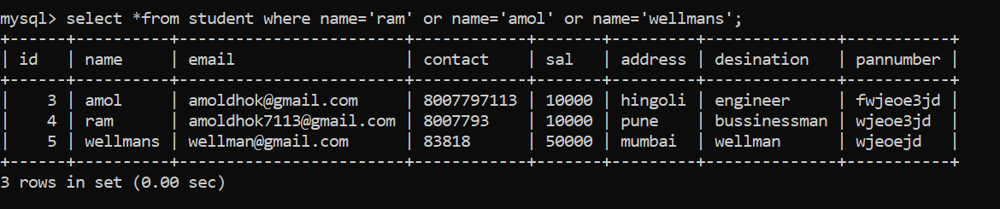 mysql> select *from student where name='ram' or name='amol' or name='wellmans';
+------+----------+-----------------------+------------+-------+---------+--------------+-----------+
| id   | name     | email                 | contact    | sal   | address | desination   | pannumber |
+------+----------+-----------------------+------------+-------+---------+--------------+-----------+
|    3 | amol     | amoldhok@gmail.com    | 8007797113 | 10000 | hingoli | engineer     | fwjeoe3jd |
|    4 | ram      | amoldhok7113@gmail.com | 8007793    | 10000 | pune    | bussinessman | wjeoe3jd  |
|    5 | wellmans | wellman@gmail.com     | 83818      | 50000 | mumbai  | wellman      | wjeoejd   |
+------+----------+-----------------------+------------+-------+---------+--------------+-----------+
3 rows in set (0.00 sec)